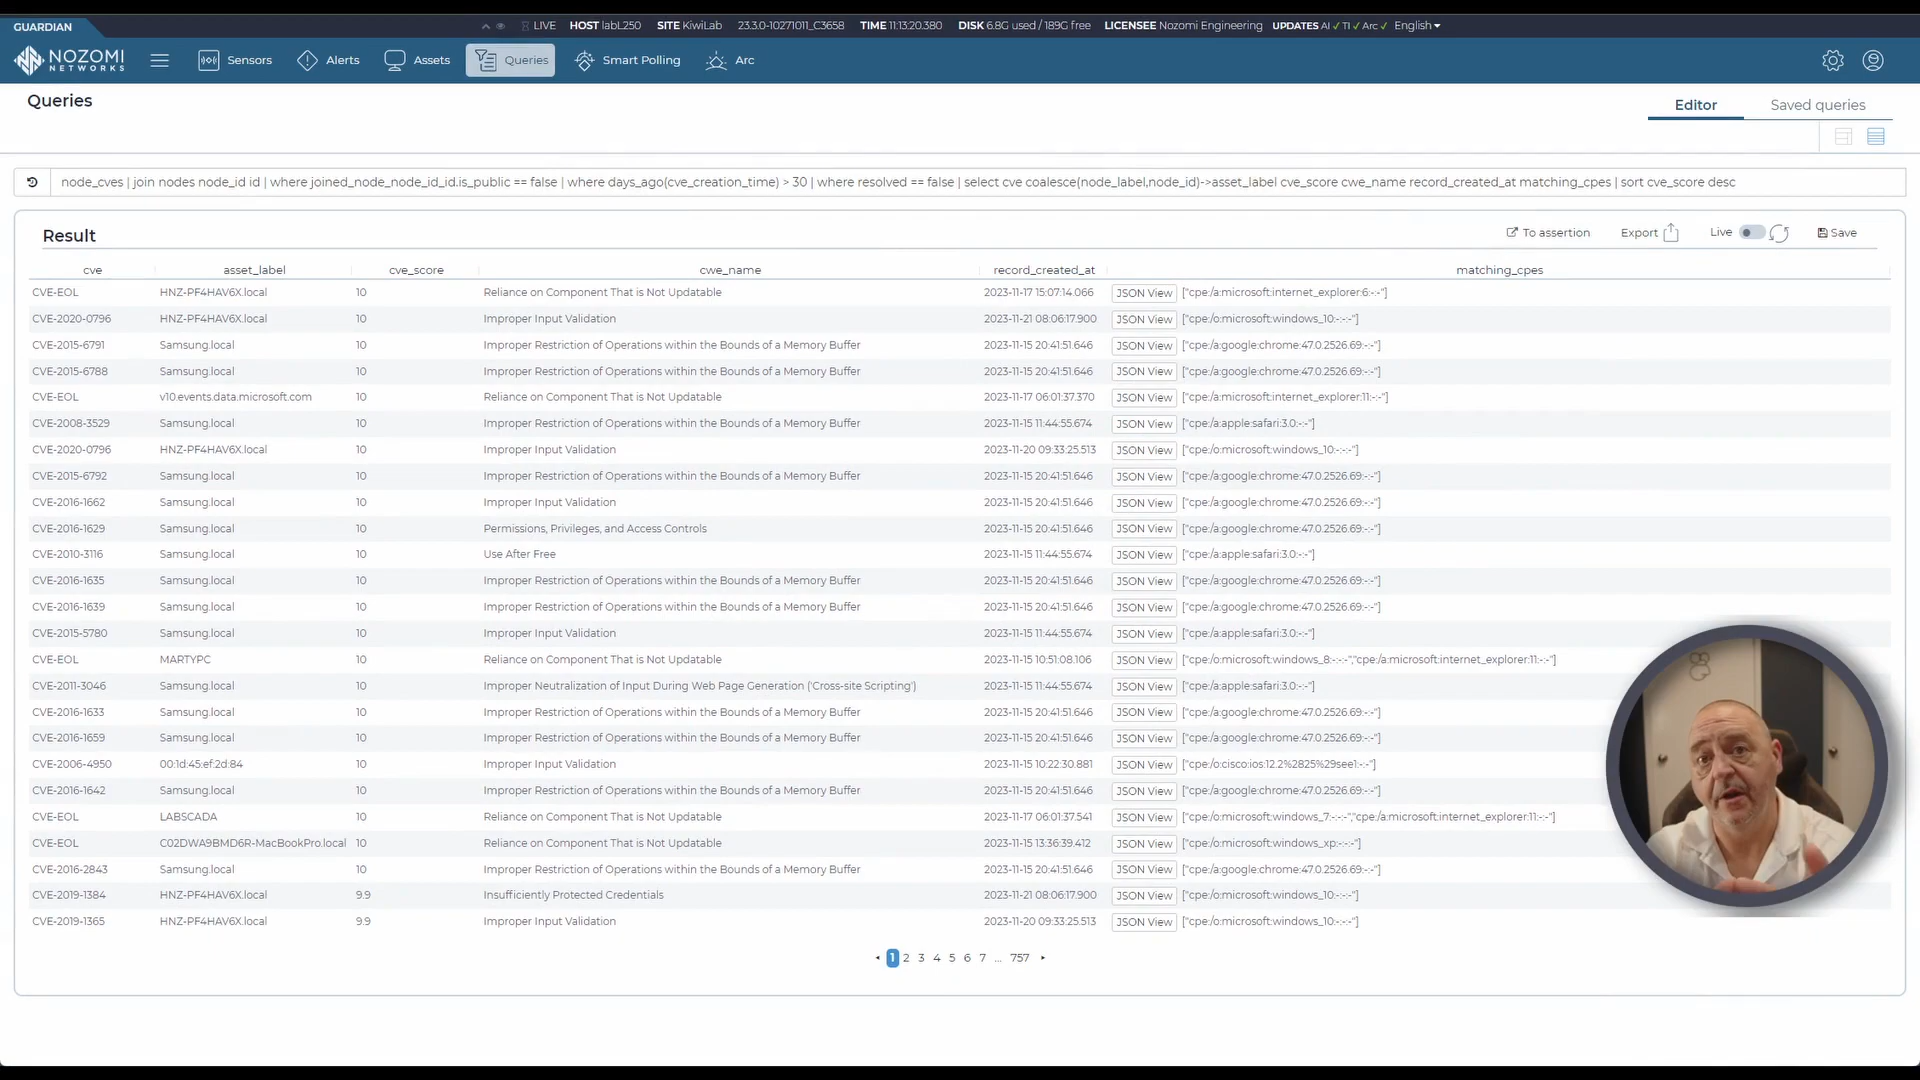 GUARDIAN
LIVE HOST labL250 SITE KiwiLab 23.3.0-10271011_C3658 TIME 11:13:20.380 DISK 6.8G used / 189G free LICENSEE Nozomi Engineering UPDATES AI ✓ TI ✓ Arc ✓ English
NOZOMI NETWORKS Sensors Alerts Assets Queries Smart Polling Arc
Queries Editor Saved queries
node_cves | join nodes node_id id | where joined_node_node_id_id.is_public == false | where days_ago(cve_creation_time) > 30 | where resolved == false | select cve coalesce(node_label,node_id)->asset_label cve_score cwe_name record_created_at matching_cpes | sort cve_score desc
Result To assertion Export Live Save
cve asset_label cve_score cwe_name record_created_at matching_cpes
CVE-EOL HNZ-PF4HAV6X.local 10 Reliance on Component That is Not Updatable 2023-11-17 15:07:14.066 JSON View ["cpe:/a:microsoft:internet_explorer:6:-:-"]
CVE-2020-0796 HNZ-PF4HAV6X.local 10 Improper Input Validation 2023-11-21 08:06:17.900 JSON View ["cpe:/o:microsoft:windows_10:-:-:-"]
CVE-2015-6791 Samsung.local 10 Improper Restriction of Operations within the Bounds of a Memory Buffer 2023-11-15 20:41:51.646 JSON View ["cpe:/a:google:chrome:47.0.2526.69:-:-"]
CVE-2015-6788 Samsung.local 10 Improper Restriction of Operations within the Bounds of a Memory Buffer 2023-11-15 20:41:51.646 JSON View ["cpe:/a:google:chrome:47.0.2526.69:-:-"]
CVE-EOL v10.events.data.microsoft.com 10 Reliance on Component That is Not Updatable 2023-11-17 06:01:37.370 JSON View ["cpe:/a:microsoft:internet_explorer:11:-:-"]
CVE-2008-3529 Samsung.local 10 Improper Restriction of Operations within the Bounds of a Memory Buffer 2023-11-15 11:44:55.674 JSON View ["cpe:/a:apple:safari:3.0:-:-"]
CVE-2020-0796 HNZ-PF4HAV6X.local 10 Improper Input Validation 2023-11-20 09:33:25.513 JSON View ["cpe:/o:microsoft:windows_10:-:-:-"]
CVE-2015-6792 Samsung.local 10 Improper Restriction of Operations within the Bounds of a Memory Buffer 2023-11-15 20:41:51.646 JSON View ["cpe:/a:google:chrome:47.0.2526.69:-:-"]
CVE-2016-1662 Samsung.local 10 Improper Input Validation 2023-11-15 20:41:51.646 JSON View ["cpe:/a:google:chrome:47.0.2526.69:-:-"]
CVE-2016-1629 Samsung.local 10 Permissions, Privileges, and Access Controls 2023-11-15 20:41:51.646 JSON View ["cpe:/a:google:chrome:47.0.2526.69:-:-"]
CVE-2010-3116 Samsung.local 10 Use After Free 2023-11-15 11:44:55.674 JSON View ["cpe:/a:apple:safari:3.0:-:-"]
CVE-2016-1635 Samsung.local 10 Improper Restriction of Operations within the Bounds of a Memory Buffer 2023-11-15 20:41:51.646 JSON View ["cpe:/a:google:chrome:47.0.2526.69:-:-"]
CVE-2016-1639 Samsung.local 10 Improper Restriction of Operations within the Bounds of a Memory Buffer 2023-11-15 20:41:51.646 JSON View ["cpe:/a:google:chrome:47.0.2526.69:-:-"]
CVE-2015-5780 Samsung.local 10 Improper Input Validation 2023-11-15 11:44:55.674 JSON View ["cpe:/a:apple:safari:3.0:-:-"]
CVE-EOL MARTYPC 10 Reliance on Component That is Not Updatable 2023-11-15 10:51:08.106 JSON View ["cpe:/o:microsoft:windows_8:-:-:-","cpe:/a:microsoft:internet_explorer:11:-:-"]
CVE-2011-3046 Samsung.local 10 Improper Neutralization of Input During Web Page Generation ('Cross-site Scripting') 2023-11-15 11:44:55.674 JSON View ["cpe:/a:apple:safari:3.0:-:-"]
CVE-2016-1633 Samsung.local 10 Improper Restriction of Operations within the Bounds of a Memory Buffer 2023-11-15 20:41:51.646 JSON View ["cpe:/a:google:chrome:47.0.2526.69:-:-"]
CVE-2016-1659 Samsung.local 10 Improper Restriction of Operations within the Bounds of a Memory Buffer 2023-11-15 20:41:51.646 JSON View ["cpe:/a:google:chrome:47.0.2526.69:-:-"]
CVE-2006-4950 00:1d:45:ef:2d:84 10 Improper Input Validation 2023-11-15 10:22:30.881 JSON View ["cpe:/o:cisco:ios:12.2%2825%29see1:-:-"]
CVE-2016-1642 Samsung.local 10 Improper Restriction of Operations within the Bounds of a Memory Buffer 2023-11-15 20:41:51.646 JSON View ["cpe:/a:google:chrome:47.0.2526.69:-:-"]
CVE-EOL LABSCADA 10 Reliance on Component That is Not Updatable 2023-11-17 06:01:37.541 JSON View ["cpe:/o:microsoft:windows_7:-:-:-","cpe:/a:microsoft:internet_explorer:11:-:-"]
CVE-EOL C02DWA9BMD6R-MacBookPro.local 10 Reliance on Component That is Not Updatable 2023-11-15 13:36:39.412 JSON View ["cpe:/o:microsoft:windows_xp:-:-:-"]
CVE-2016-2843 Samsung.local 10 Improper Restriction of Operations within the Bounds of a Memory Buffer 2023-11-15 20:41:51.646 JSON View ["cpe:/a:google:chrome:47.0.2526.69:-:-"]
CVE-2019-1384 HNZ-PF4HAV6X.local 9.9 Insufficiently Protected Credentials 2023-11-21 08:06:17.900 JSON View ["cpe:/o:microsoft:windows_10:-:-:-"]
CVE-2019-1365 HNZ-PF4HAV6X.local 9.9 Improper Input Validation 2023-11-20 09:33:25.513 JSON View ["cpe:/o:microsoft:windows_10:-:-:-"]
1 2 3 4 5 6 7 ... 757